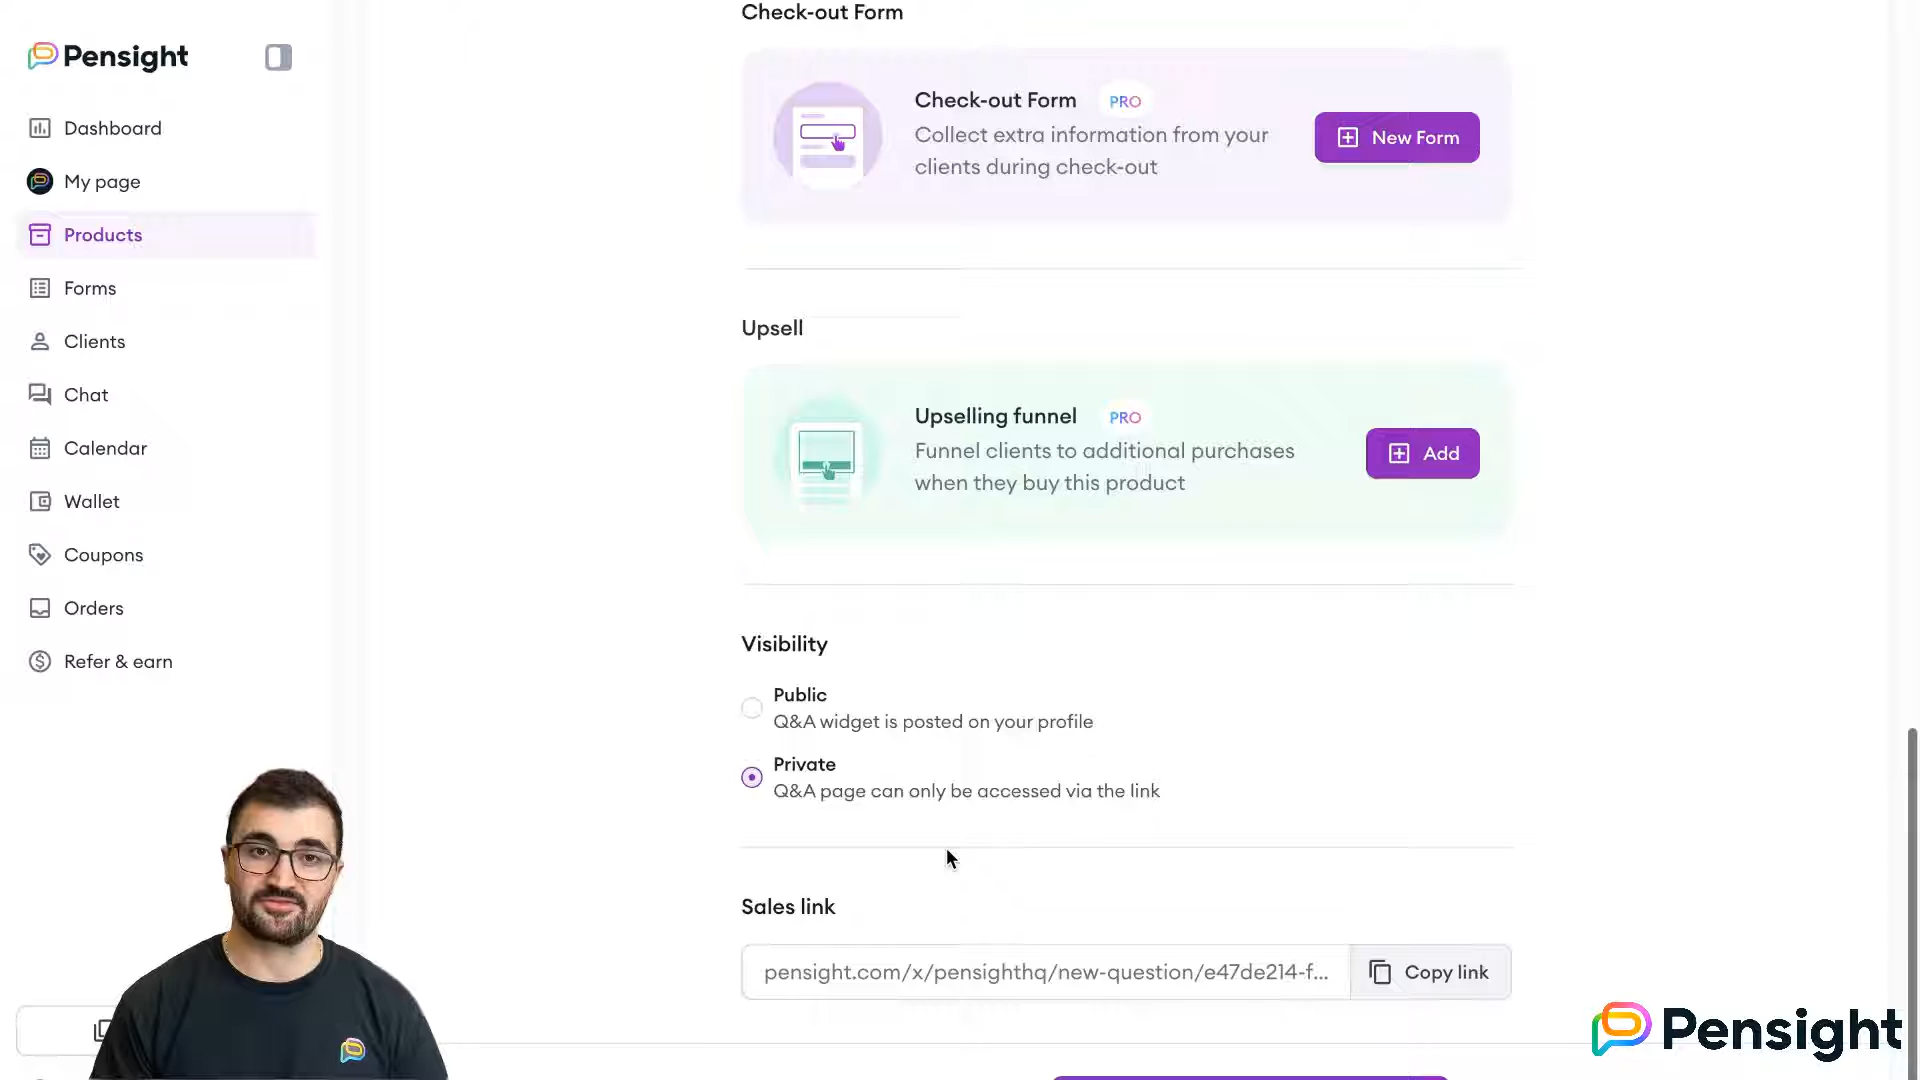 Pensight
Dashboard
My page
Products
Forms
Clients
Chat
Calendar
Wallet
Coupons
Orders
Refer & earn
Check-out Form
Check-out Form PRO
Collect extra information from your
clients during check-out
New Form
Upsell
Upselling funnel PRO
Funnel clients to additional purchases
when they buy this product
Add
Visibility
Public
Q&A widget is posted on your profile
Private
Q&A page can only be accessed via the link
Sales link
pensight.com/x/pensighthq/new-question/e47de214-f...
Copy link
Pensight